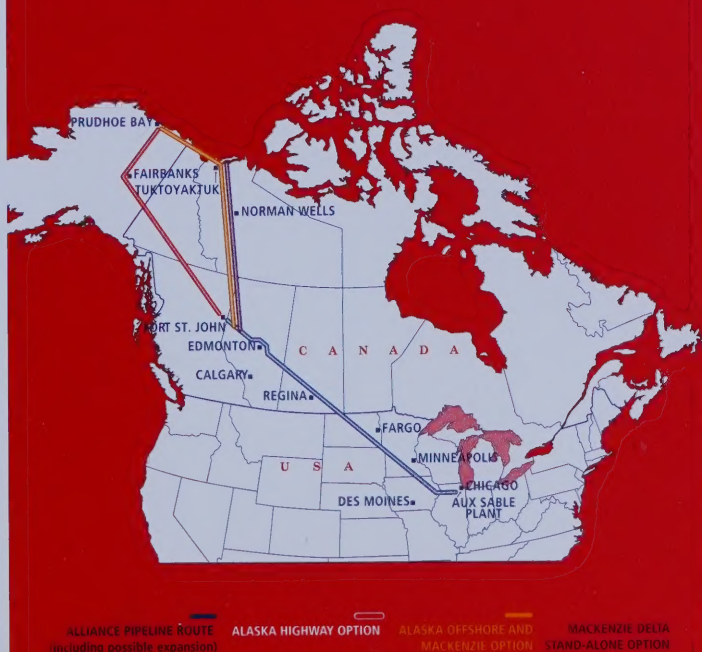 PRUDHOE BAY
FAIRBANKS
TUKTOYAKTUK
NORMAN WELLS
FORT ST. JOHN
EDMONTON
CANADA
CALGARY
REGINA
FARGO
MINNEAPOLIS
USA
CHICAGO
DES MOINES
AUX SABLE
PLANT
ALLIANCE PIPELINE ROUTE
(including possible expansion)
ALASKA HIGHWAY OPTION
ALASKA OFFSHORE AND
MACKENZIE OPTION
MACKENZIE DELTA
STAND-ALONE OPTION